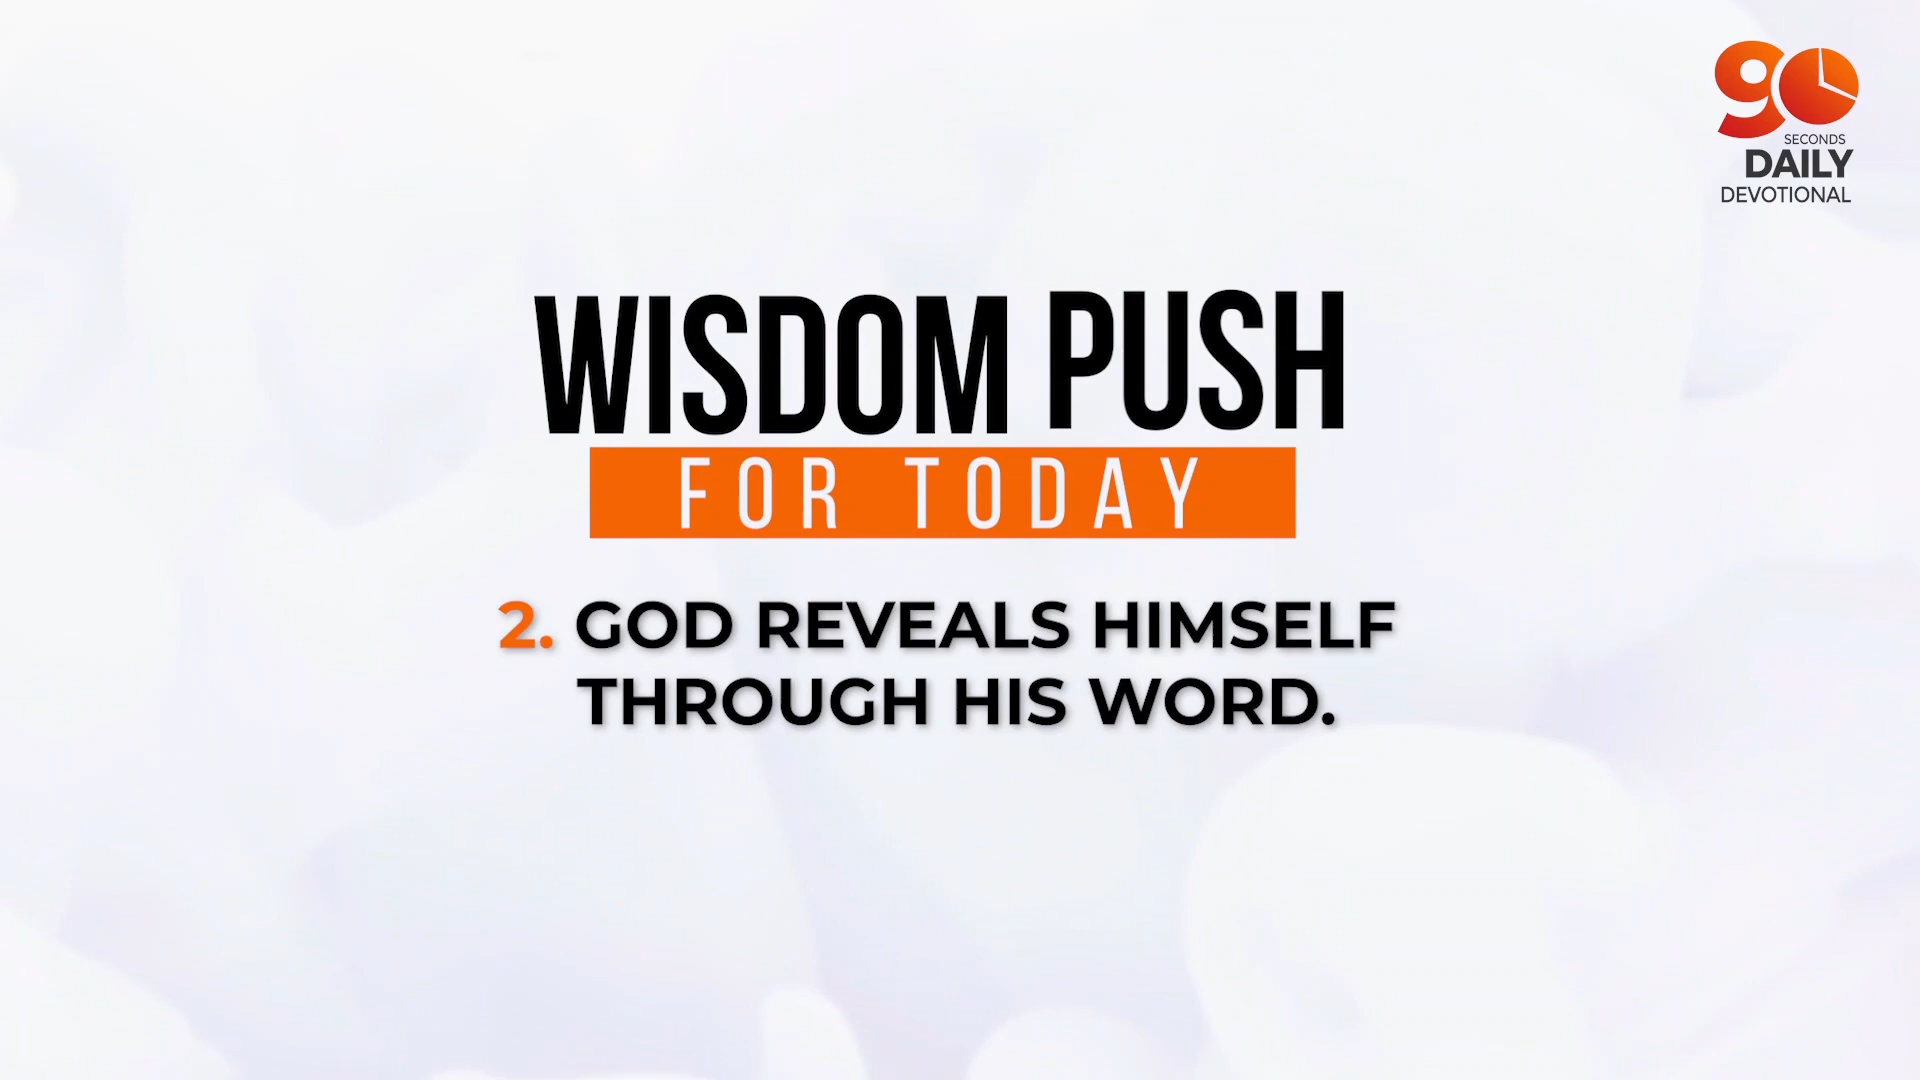 90
SECONDS
DAILY
DEVOTIONAL
WISDOM PUSH
FOR TODAY
2. GOD REVEALS HIMSELF
THROUGH HIS WORD.